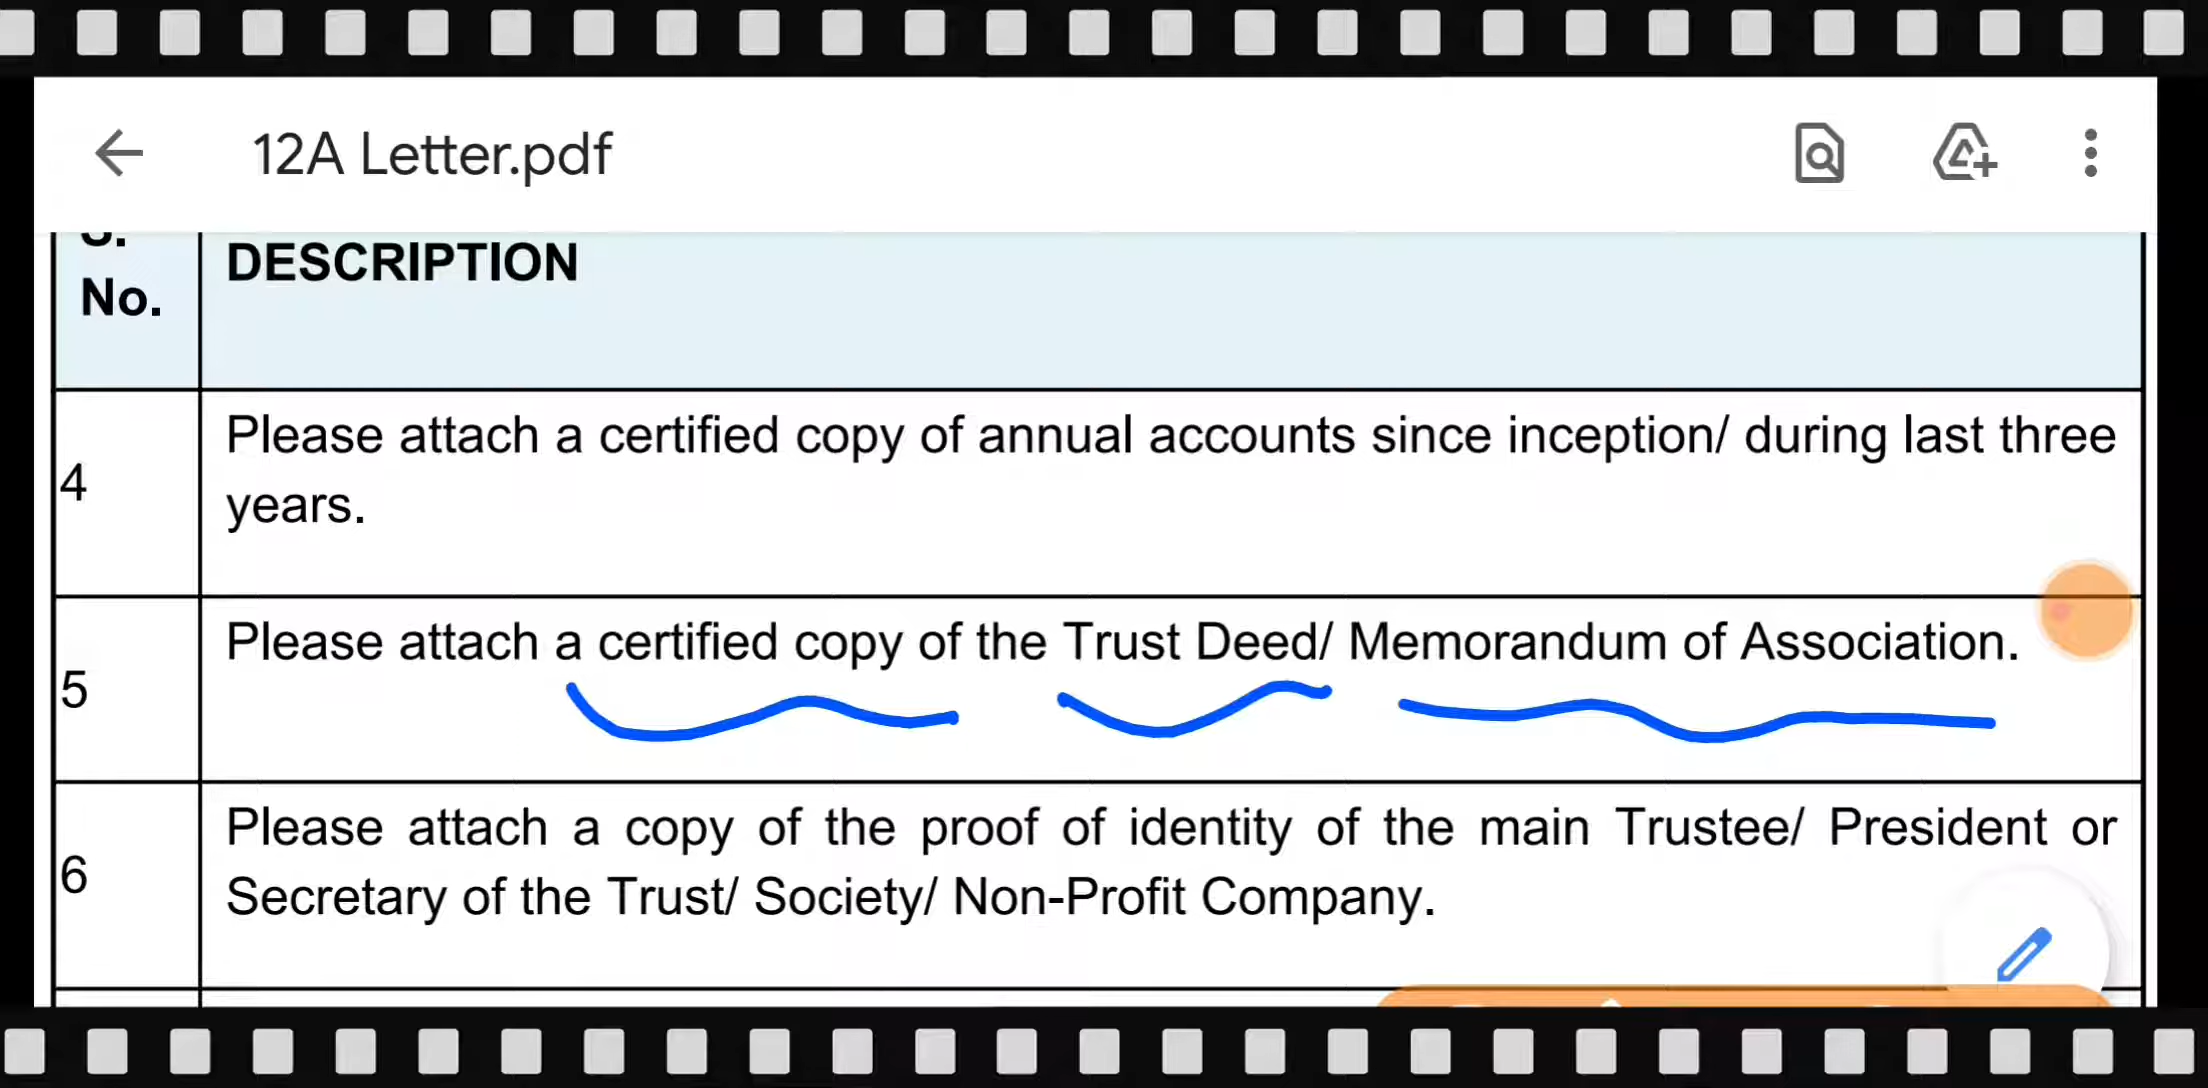 12A Letter.pdf
S.
No.
DESCRIPTION
4
Please attach a certified copy of annual accounts since inception/ during last three
years.
5
Please attach a certified copy of the Trust Deed/ Memorandum of Association.
6
Please attach a copy of the proof of identity of the main Trustee/ President or
Secretary of the Trust/ Society/ Non-Profit Company.